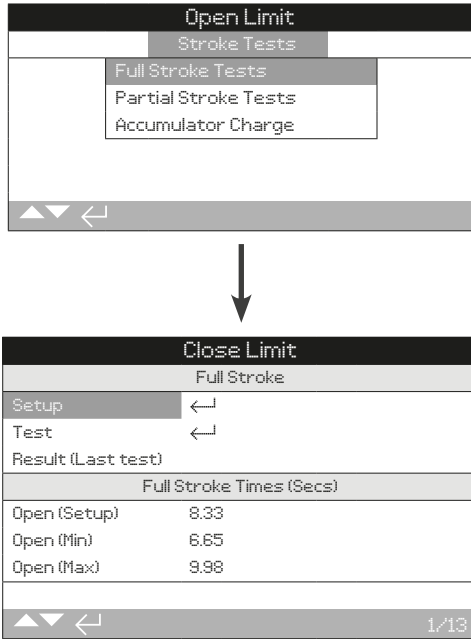 Open Limit
Stroke Tests
Full Stroke Tests
Partial Stroke Tests
Accumulator Charge
Close Limit
Full Stroke
Setup
Test
Result (Last test)
Full Stroke Times (Secs)
Open (Setup) 8.33
Open (Min) 6.65
Open (Max) 9.98
1/13